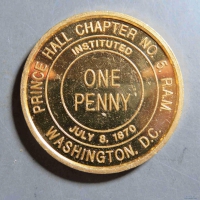 PRINCE HALL CHAPTER NO. 5, R.A.M.
INSTITUTED
ONE
PENNY
JULY 8, 1870
WASHINGTON, D.C.